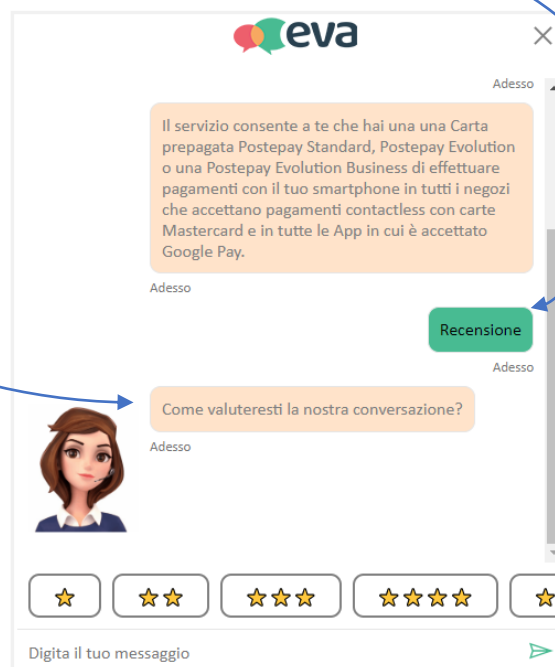 eva
Adesso
Il servizio consente a te che hai una una Carta
prepagata Postepay Standard, Postepay Evolution
o una Postepay Evolution Business di effettuare
pagamenti con il tuo smartphone in tutti i negozi
che accettano pagamenti contactless con carte
Mastercard e in tutte le App in cui è accettato
Google Pay.
Adesso
Recensione
Adesso
Come valuteresti la nostra conversazione?
Adesso
Digita il tuo messaggio